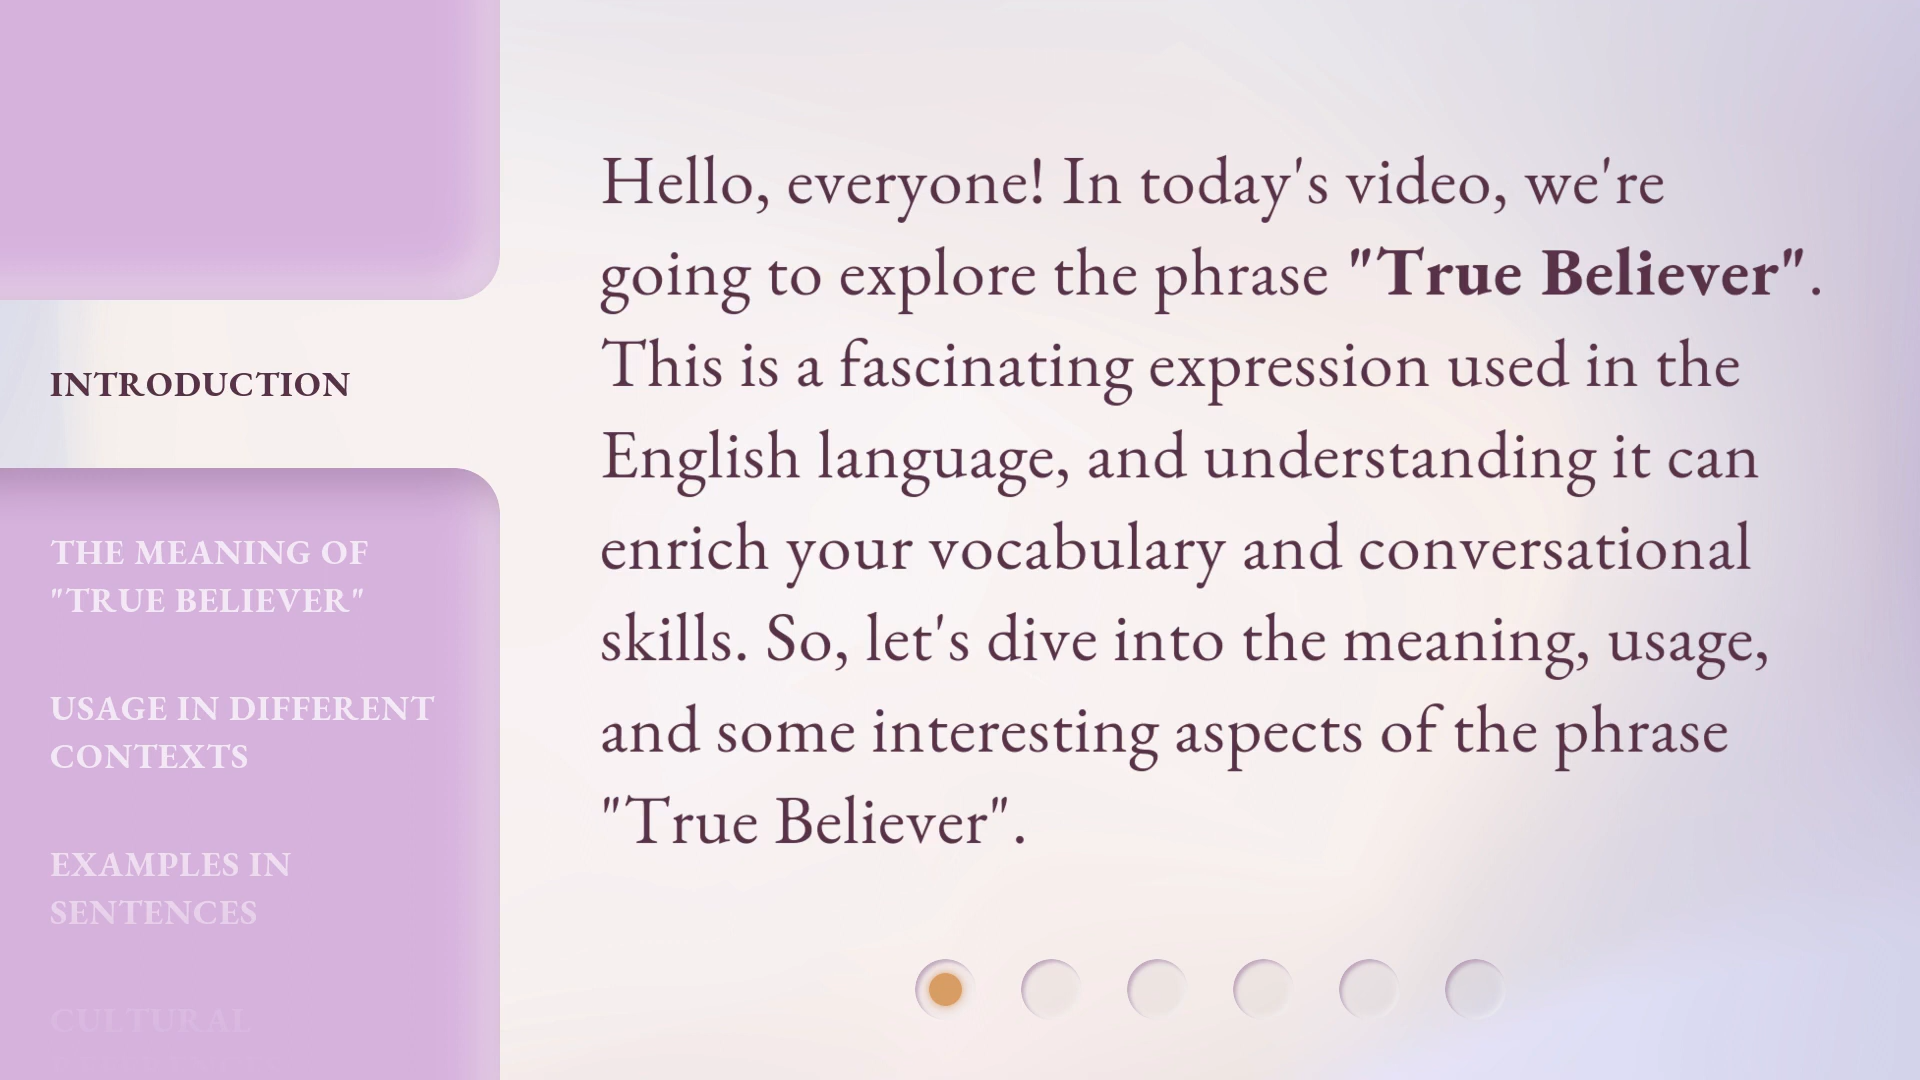 INTRODUCTION
THE MEANING OF
"TRUE BELIEVER"
USAGE IN DIFFERENT
CONTEXTS
EXAMPLES IN
SENTENCES
CULTURAL
Hello, everyone! In today's video, we're
going to explore the phrase "True Believer".
This is a fascinating expression used in the
English language, and understanding it can
enrich your vocabulary and conversational
skills. So, let's dive into the meaning, usage,
and some interesting aspects of the phrase
"True Believer".